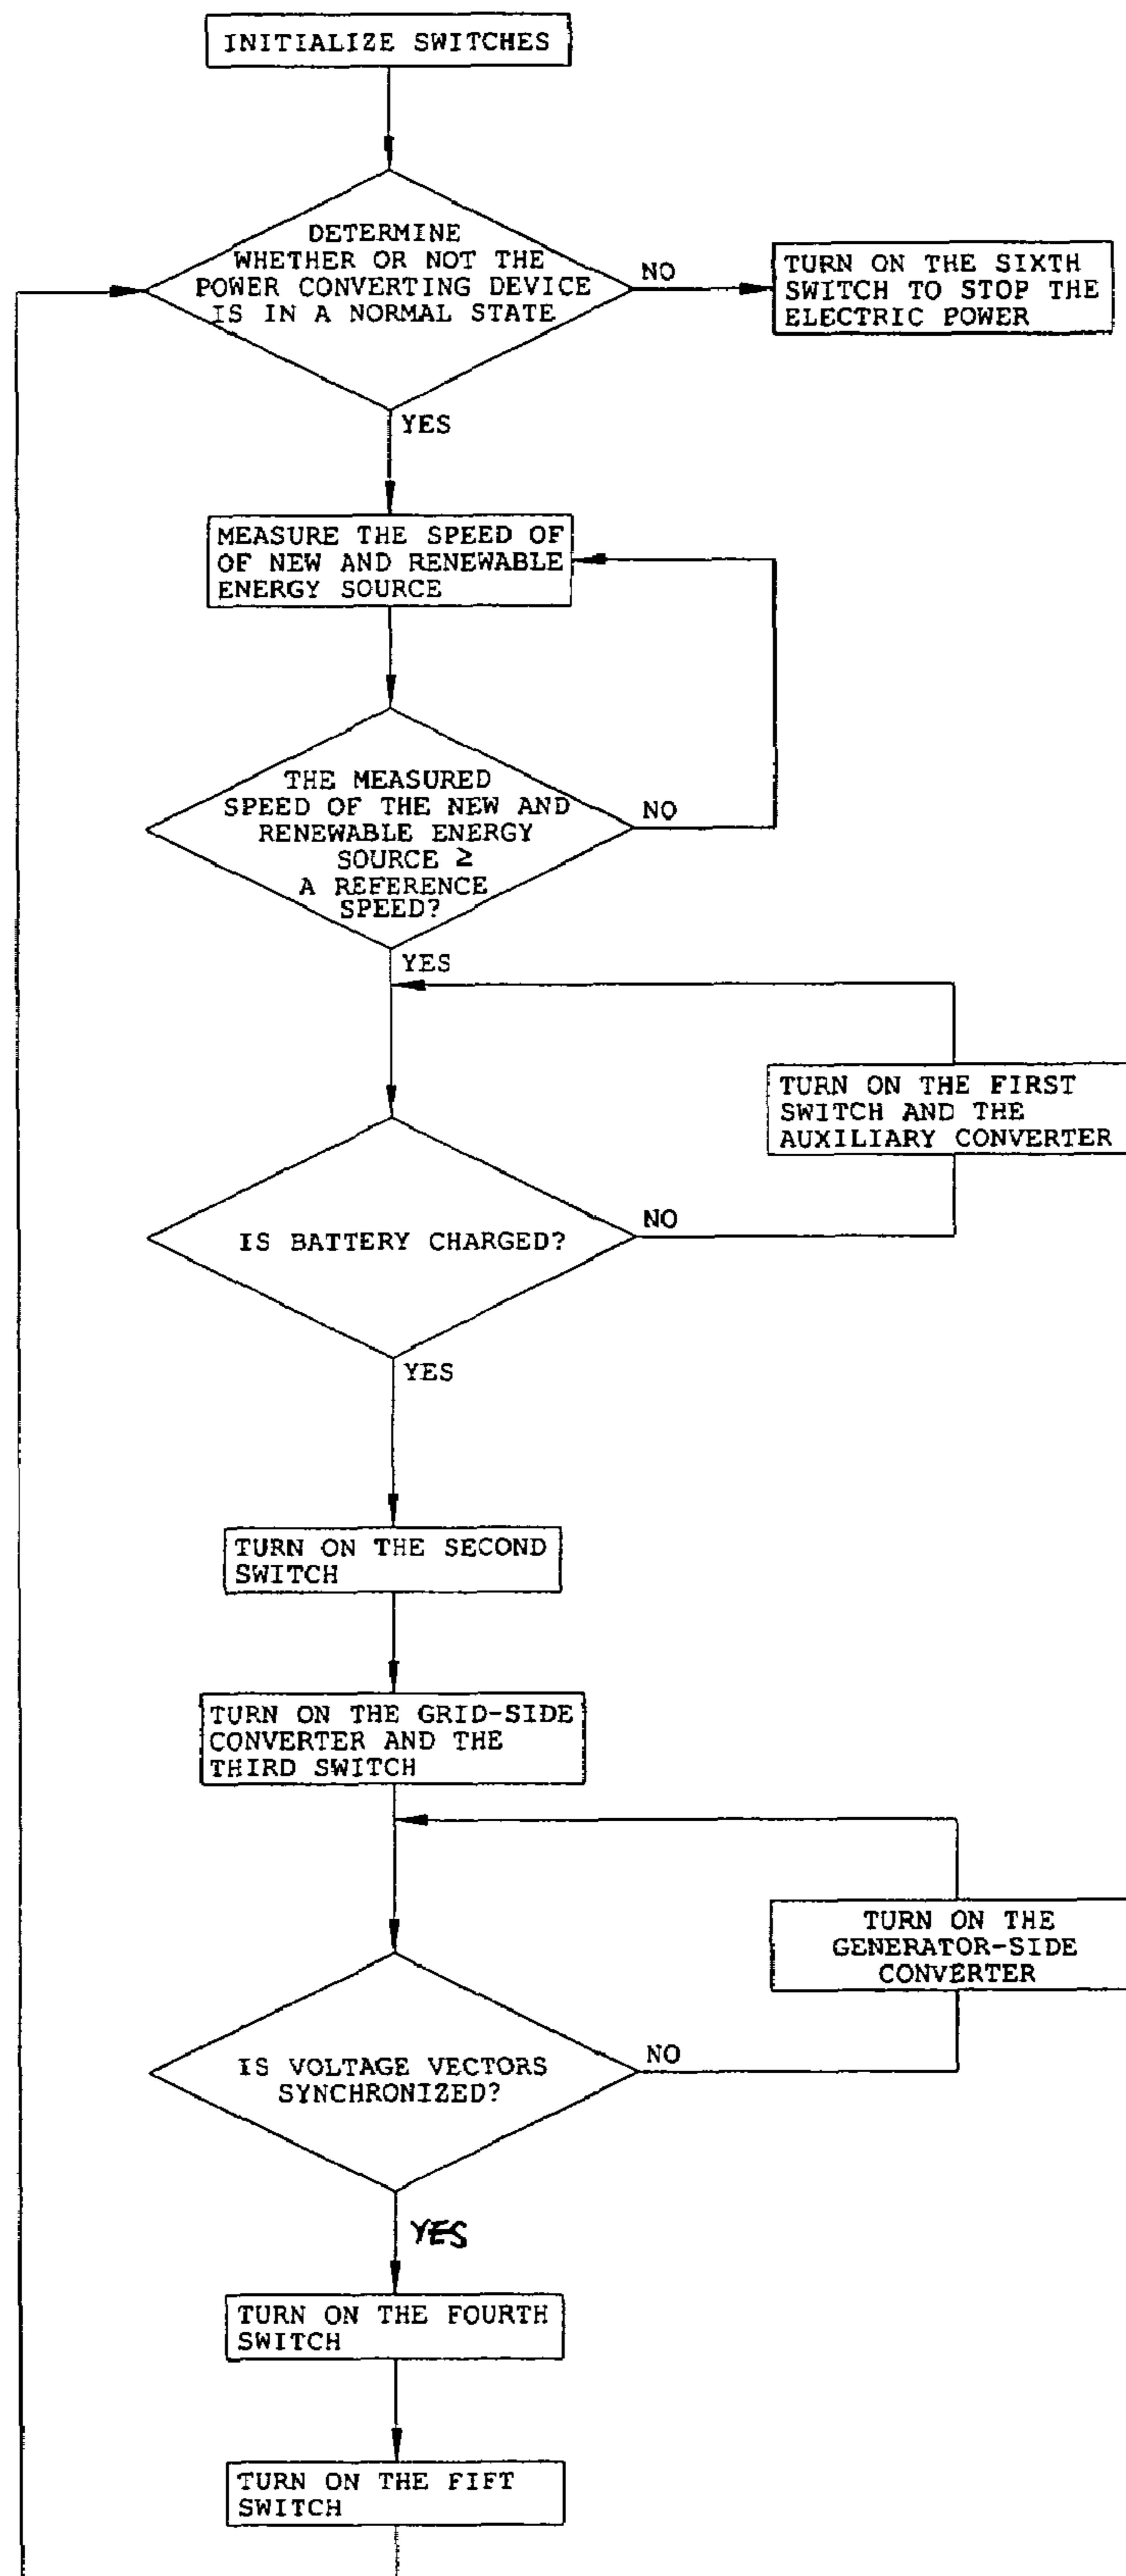 INITIALIZE SWITCHES
DETERMINE
WHETHER OR NOT THE
POWER CONVERTING DEVICE
IS IN A NORMAL STATE
NO
TURN ON THE SIXTH
SWITCH TO STOP THE
ELECTRIC POWER
YES
MEASURE THE SPEED OF
OF NEW AND RENEWABLE
ENERGY SOURCE
THE MEASURED
SPEED OF THE NEW AND
RENEWABLE ENERGY
SOURCE ≥
A REFERENCE
SPEED?
NO
YES
TURN ON THE FIRST
SWITCH AND THE
AUXILIARY CONVERTER
IS BATTERY CHARGED?
NO
YES
TURN ON THE SECOND
SWITCH
TURN ON THE GRID-SIDE
CONVERTER AND THE
THIRD SWITCH
TURN ON THE
GENERATOR-SIDE
CONVERTER
IS VOLTAGE VECTORS
SYNCHRONIZED?
NO
YES
TURN ON THE FOURTH
SWITCH
TURN ON THE FIFT
SWITCH